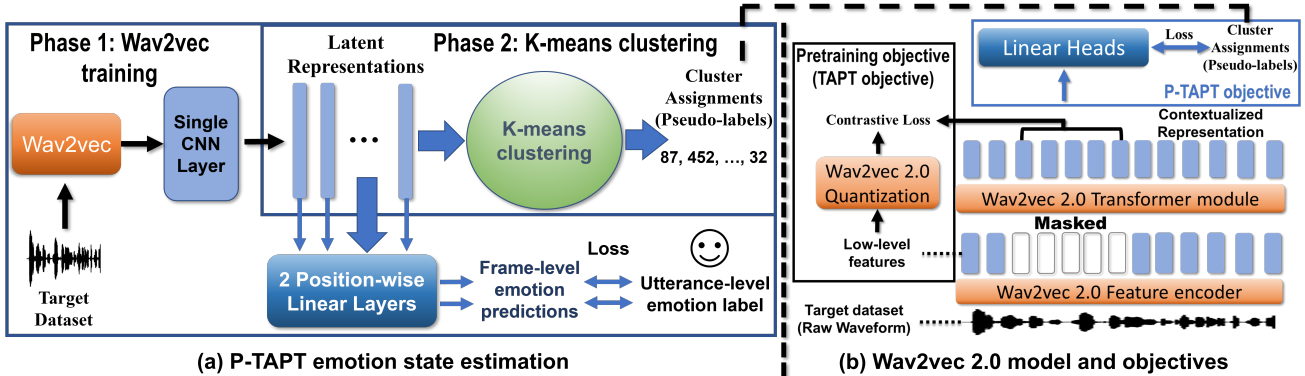 Phase 1: Wav2vec
training
Wav2vec
Target
Dataset
Single
CNN
Layer
Phase 2: K-means clustering
Latent
Representations
...
K-means
clustering
Cluster
Assignments
(Pseudo-labels)
87, 452, ..., 32
2 Position-wise
Linear Layers
Frame-level
emotion
predictions
Loss
Utterance-level
emotion label
(a) P-TAPT emotion state estimation
Pretraining objective
(TAPT objective)
Contrastive Loss
Wav2vec 2.0
Quantization
Low-level
features
Target dataset
(Raw Waveform)
Linear Heads
Loss
Cluster
Assignments
(Pseudo-labels)
P-TAPT objective
Contextualized
Representation
Wav2vec 2.0 Transformer module
Masked
Wav2vec 2.0 Feature encoder
(b) Wav2vec 2.0 model and objectives